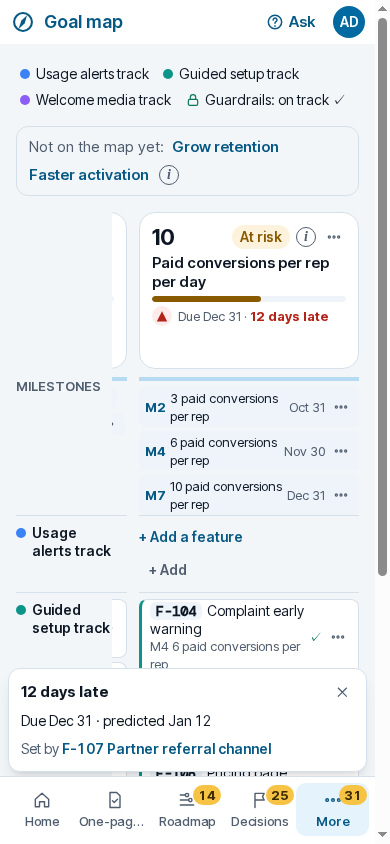 Goal map
Ask
AD
Usage alerts track
Guided setup track
Welcome media track
Guardrails: on track ✓
Not on the map yet: Grow retention
Faster activation
i
10
At risk
i
Paid conversions per rep
per day
Due Dec 31 · 12 days late
MILESTONES
M2
3 paid conversions
per rep
Oct 31
M4
6 paid conversions
per rep
Nov 30
M7
10 paid conversions
per rep
Dec 31
Usage
alerts track
+ Add a feature
+ Add
Guided
setup track
F-104 Complaint early
warning
M4 6 paid conversions per
rep
✓
12 days late
Due Dec 31 · predicted Jan 12
Set by F-107 Partner referral channel
F-106 Pricing page
Home
One-pag…
Roadmap
14
Decisions
25
More
31